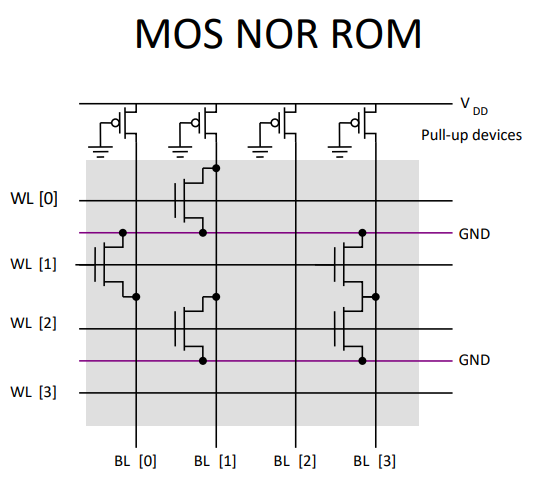 MOS NOR ROM
V DD
Pull-up devices
WL [0]
GND
WL [1]
WL [2]
GND
WL [3]
BL [0] BL [1] BL [2] BL [3]